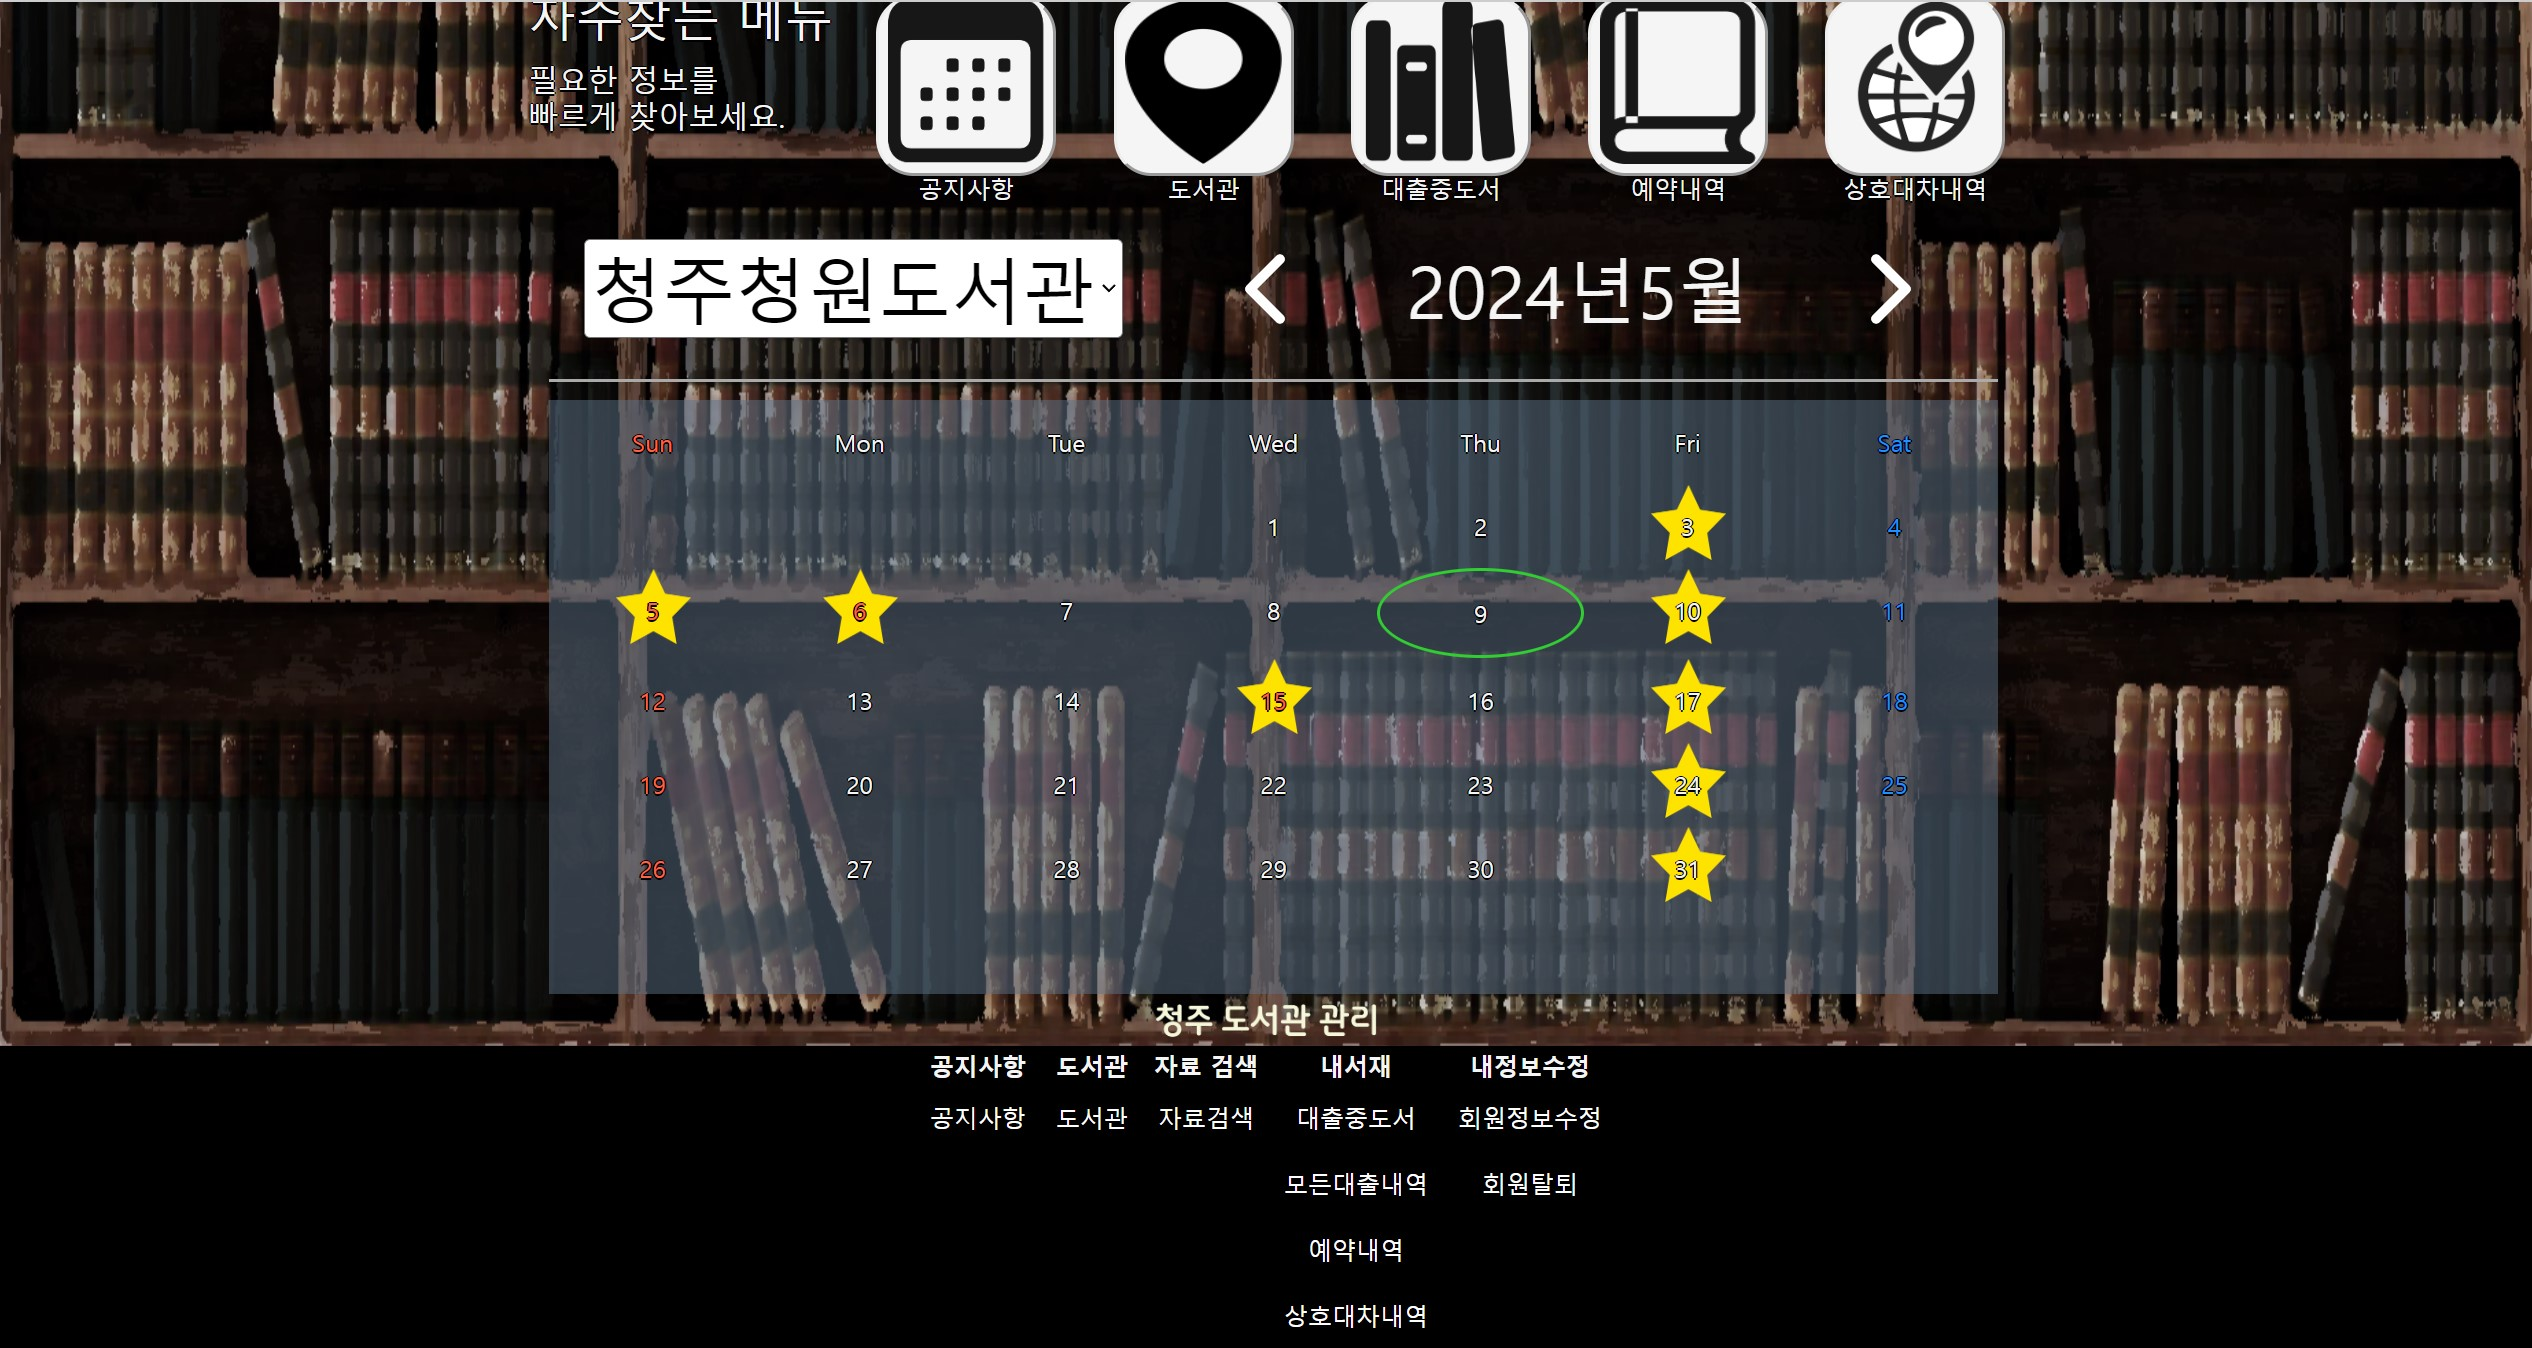 자주찾는 메뉴
필요한 정보를
빠르게 찾아보세요.
공지사항 도서관 대출중도서 예약내역 상호대차내역
청주청원도서관 2024년5월
Sun Mon Tue Wed Thu Fri Sat
1 2 3 4
5 6 7 8 9 10 11
12 13 14 15 16 17 18
19 20 21 22 23 24 25
26 27 28 29 30 31
청주 도서관 관리
공지사항 도서관 자료 검색 내서재 내정보수정
공지사항 도서관 자료검색 대출중도서 회원정보수정
모든대출내역 회원탈퇴
예약내역
상호대차내역